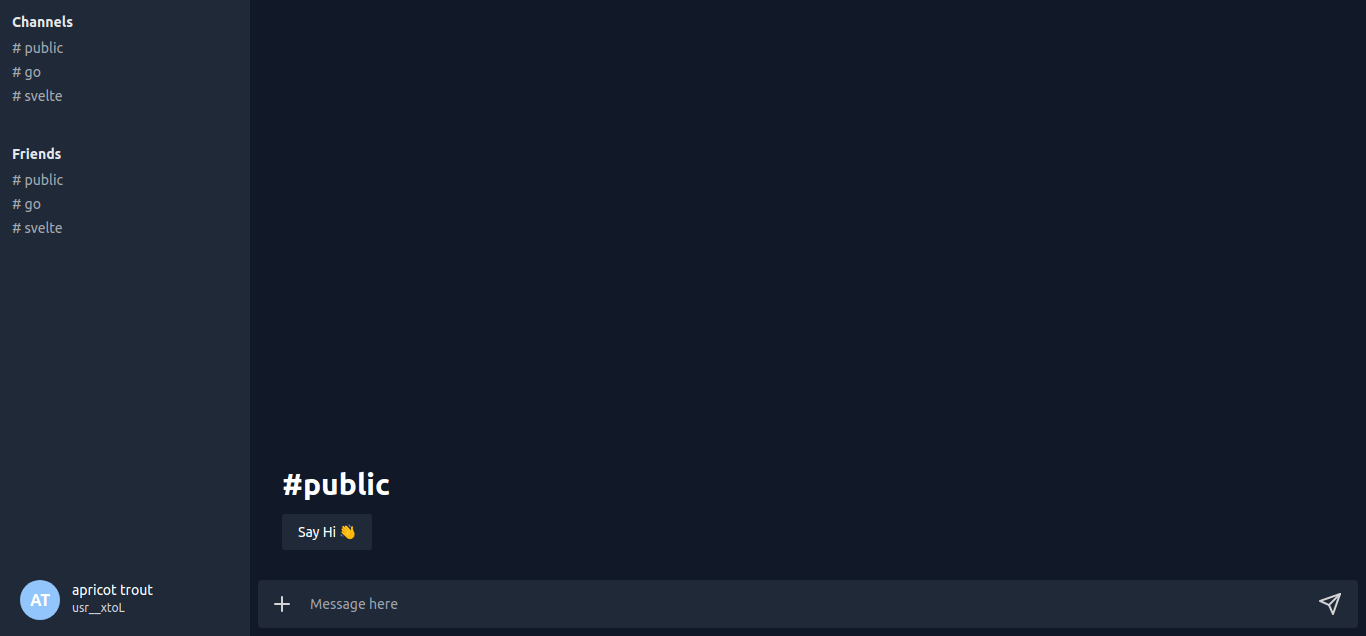 Channels
# public
# go
# svelte
Friends
# public
# go
# svelte
#public
Say Hi 👋
AT
apricot trout
usr__xtoL
Message here